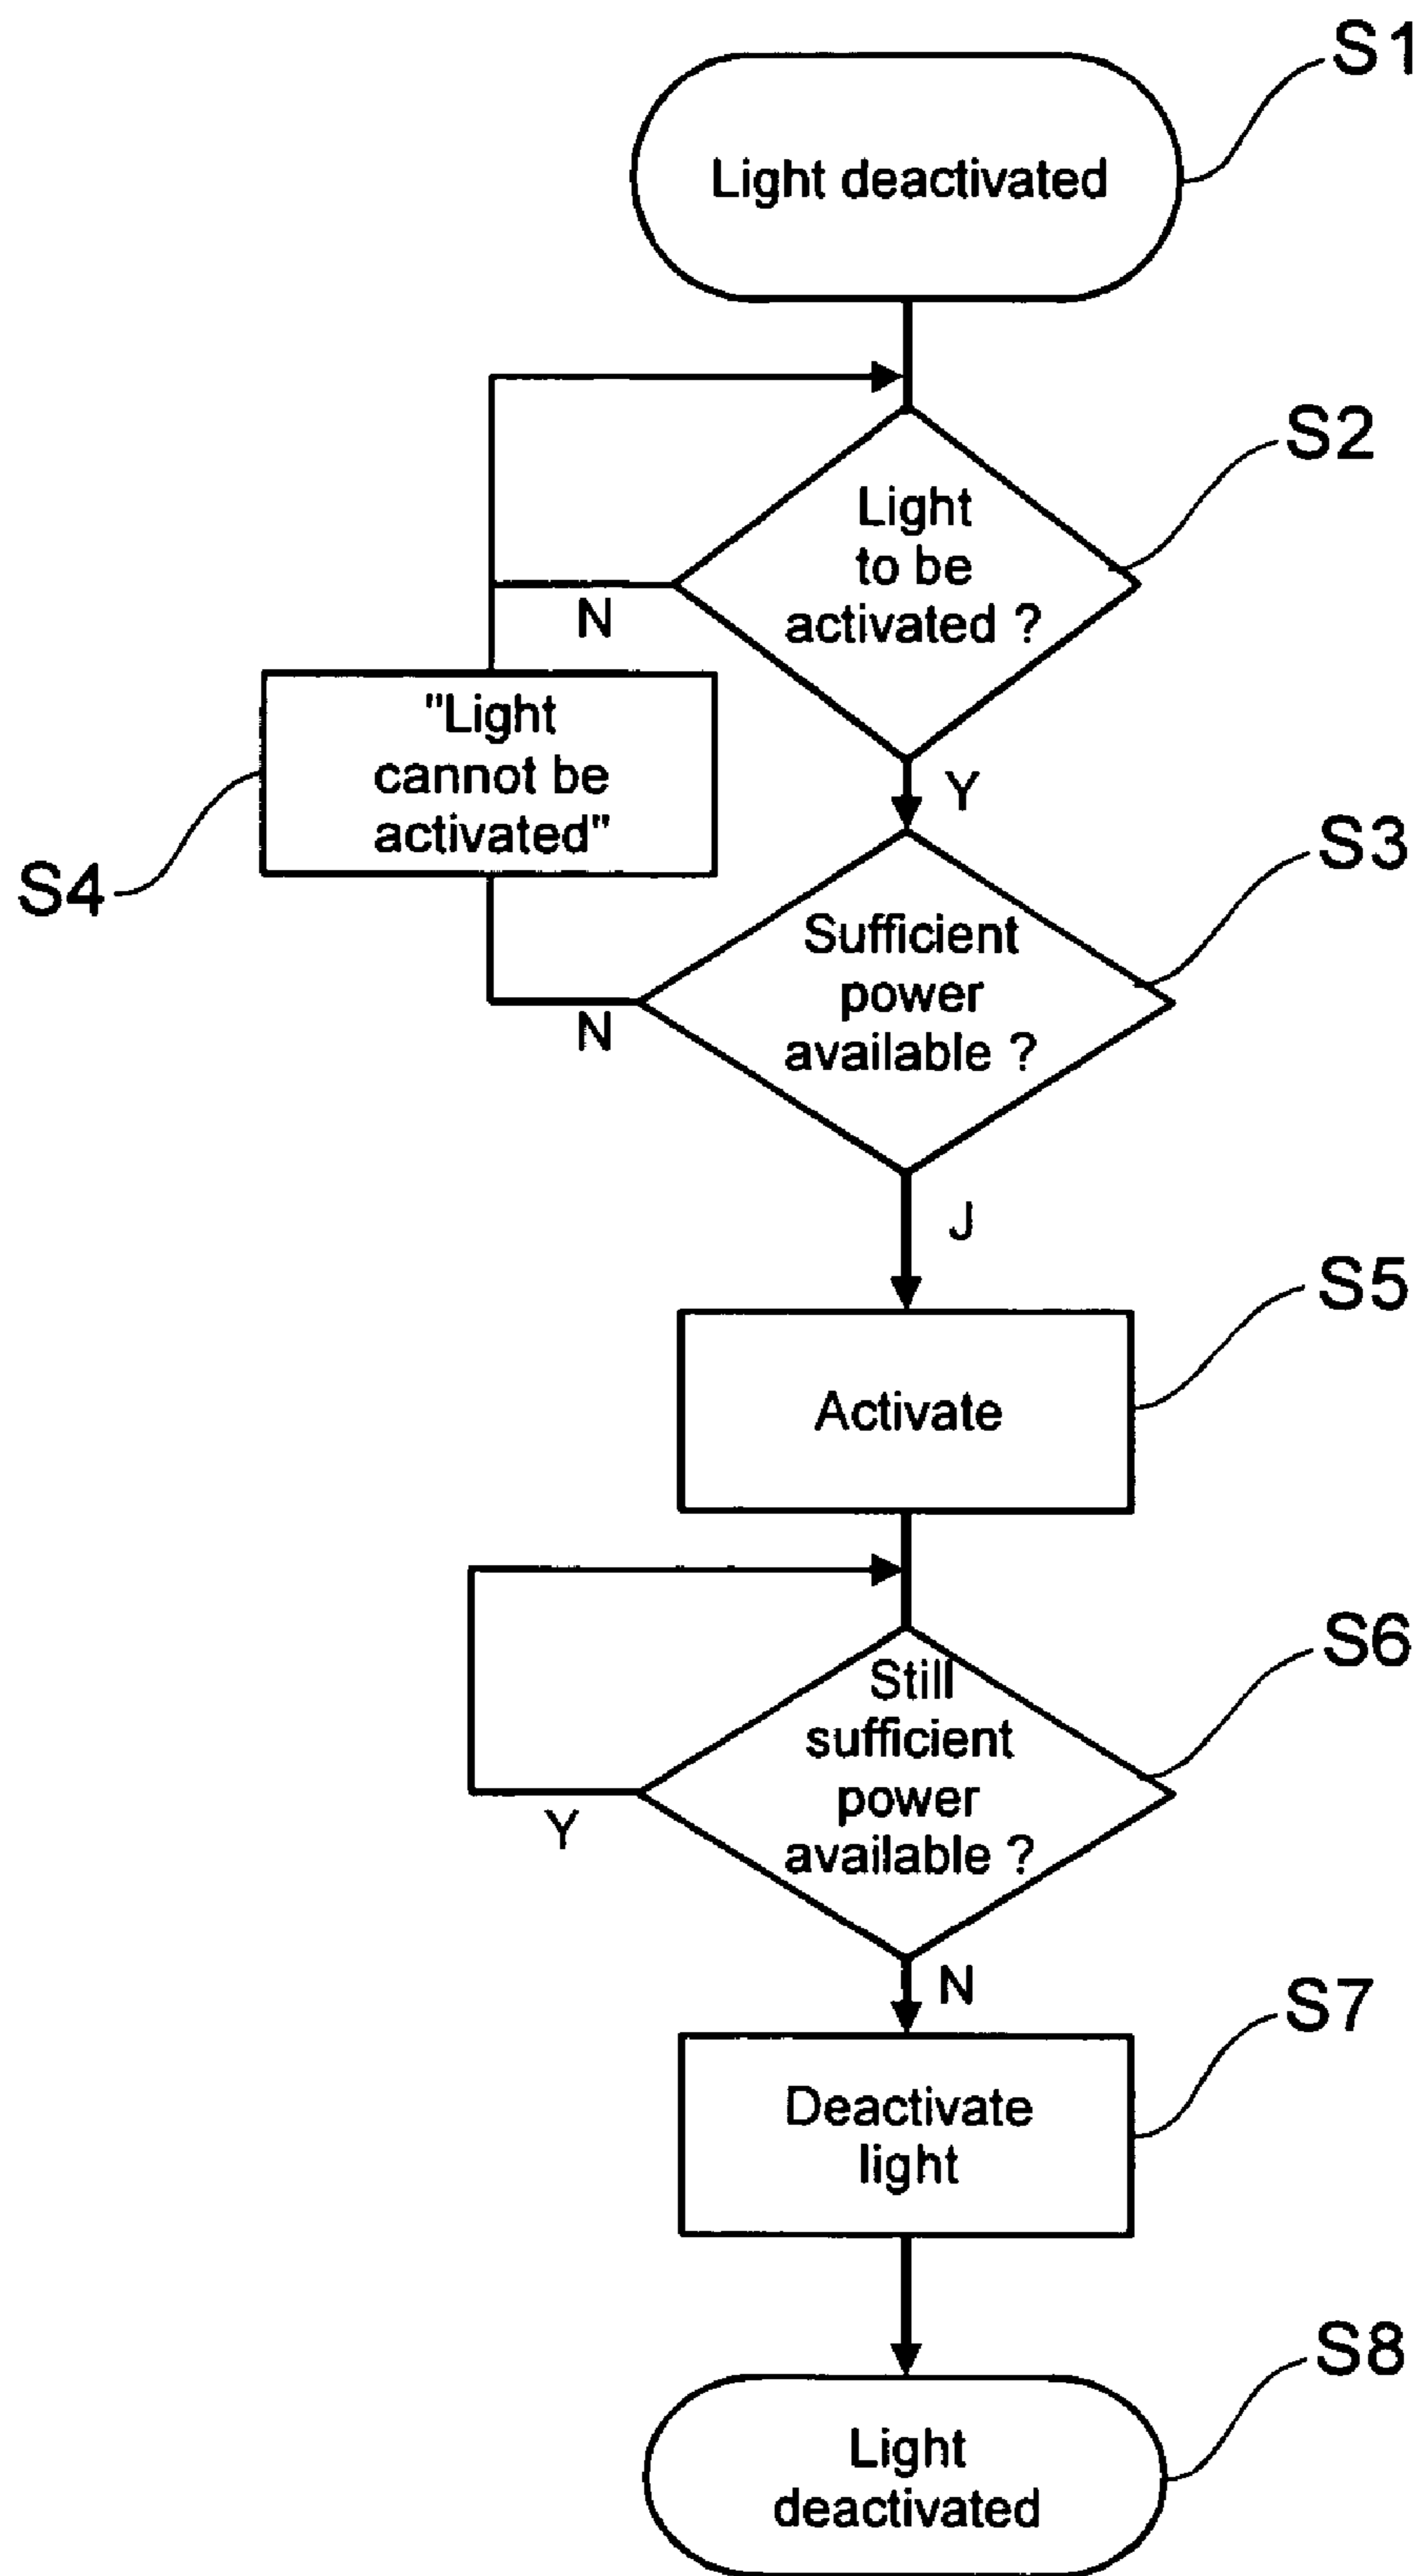 S1
Light deactivated
S2
Light
to be
activated ?
N
"Light
cannot be
activated"
Y
S3
S4
Sufficient
power
available ?
N
J
S5
Activate
S6
Still
sufficient
power
available ?
Y
N
S7
Deactivate
light
S8
Light
deactivated